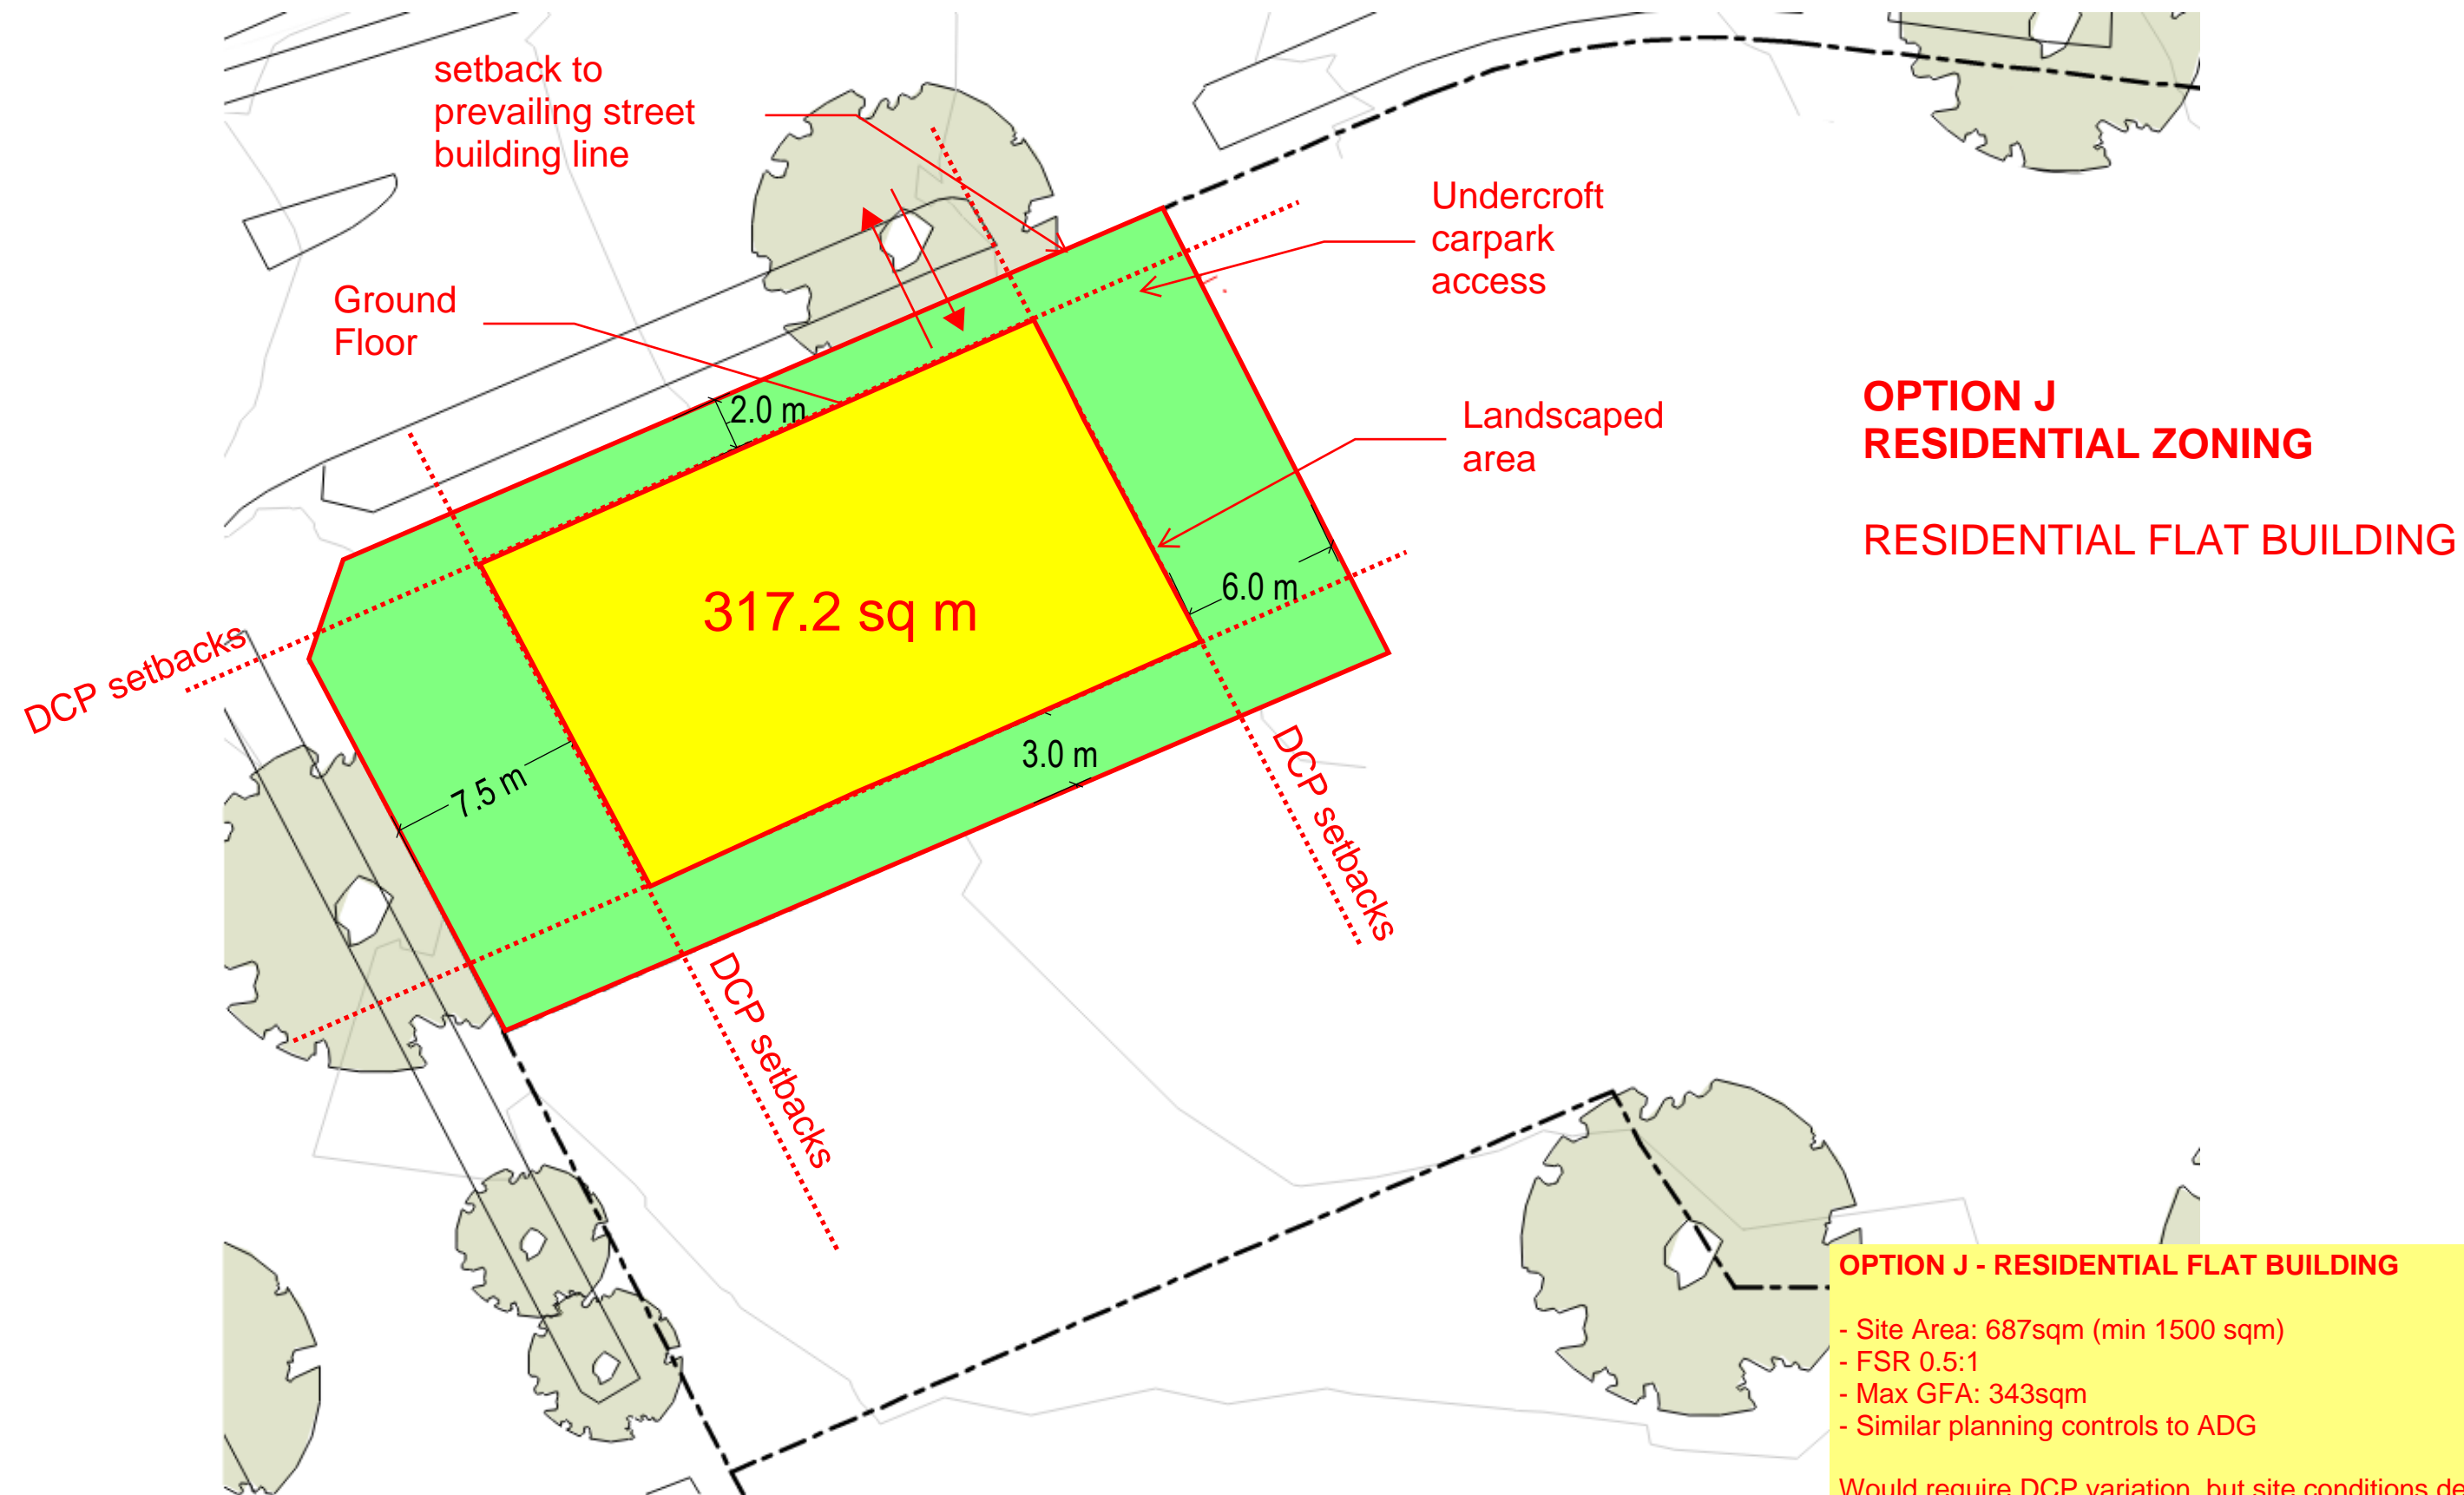 setback to
prevailing street
building line
Undercroft
carpark
access
Ground
Floor
2.0 m
Landscaped
area
OPTION J
RESIDENTIAL ZONING
RESIDENTIAL FLAT BUILDING
317.2 sq m
6.0 m
DCP setbacks
7.5 m
3.0 m
DCP setbacks
DCP setbacks
OPTION J - RESIDENTIAL FLAT BUILDING
- Site Area: 687sqm (min 1500 sqm)
- FSR 0.5:1
- Max GFA: 343sqm
- Similar planning controls to ADG
Would require DCP variation, but site conditions